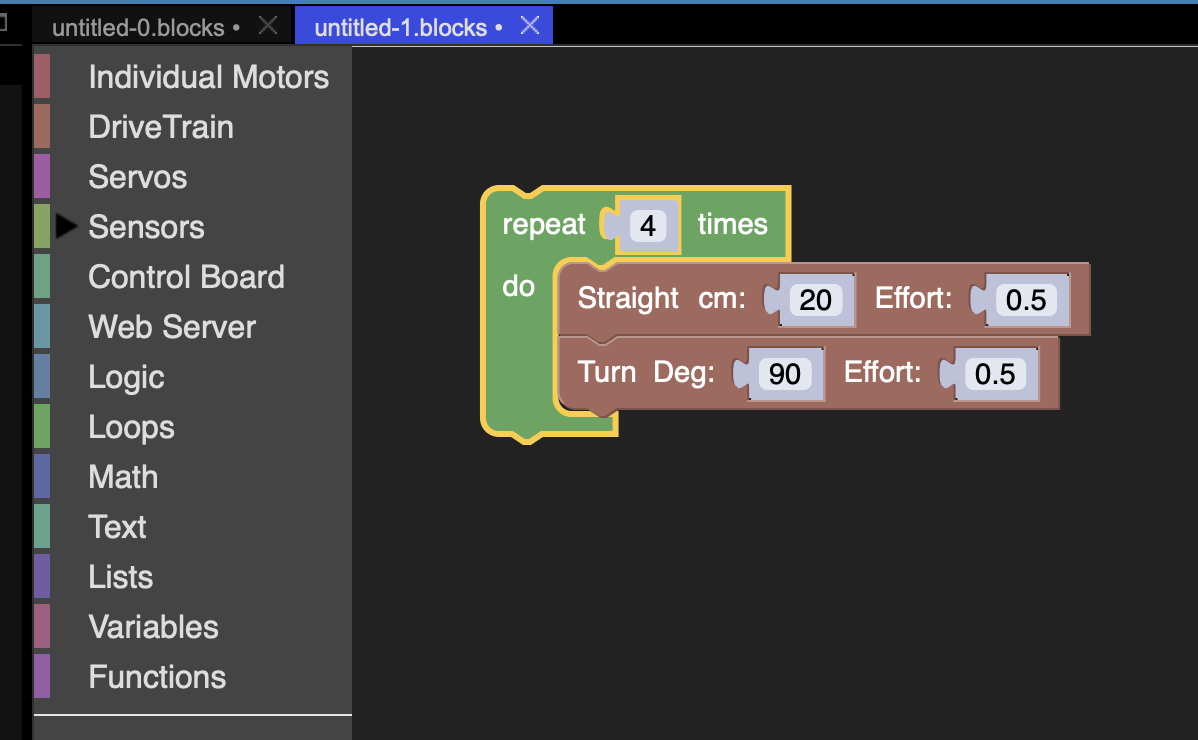 untitled-0.blocks • untitled-1.blocks •
Individual Motors
DriveTrain
Servos
Sensors
Control Board
Web Server
Logic
Loops
Math
Text
Lists
Variables
Functions
repeat 4 times
do
Straight cm: 20 Effort: 0.5
Turn Deg: 90 Effort: 0.5